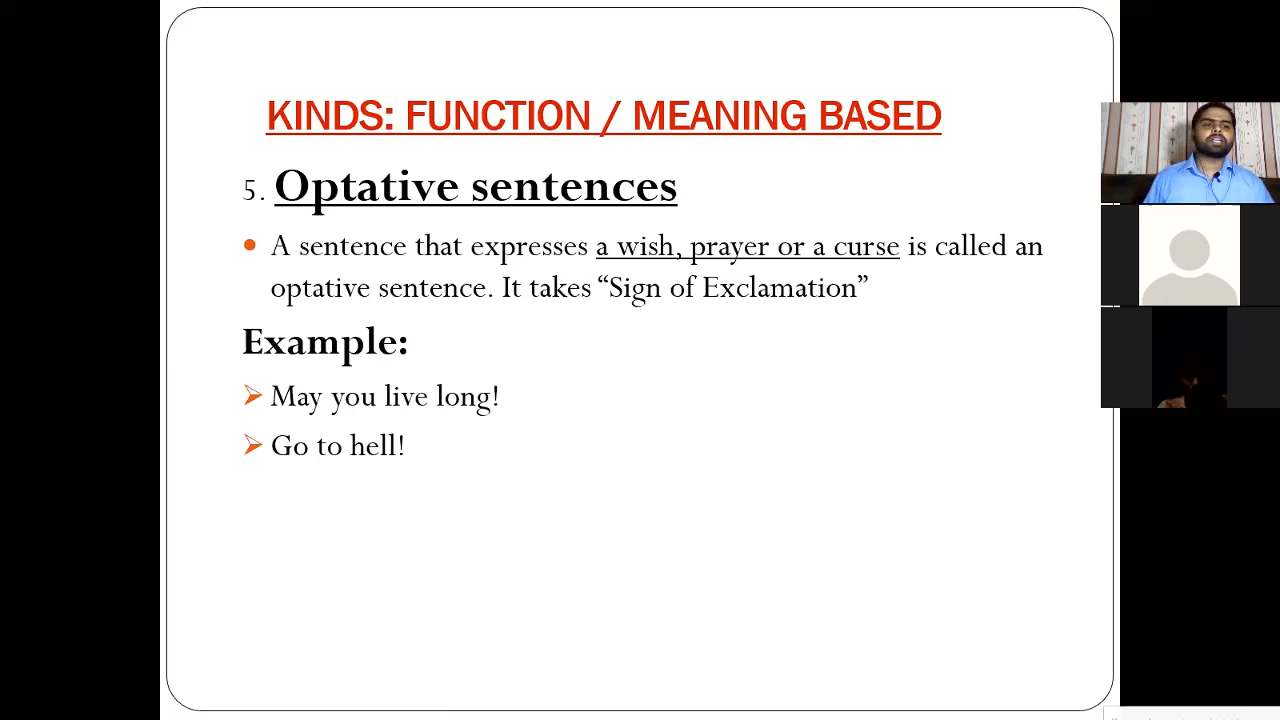 KINDS: FUNCTION / MEANING BASED
5. Optative sentences
• A sentence that expresses a wish, prayer or a curse is called an
optative sentence. It takes “Sign of Exclamation”
Example:
➢ May you live long!
➢ Go to hell!